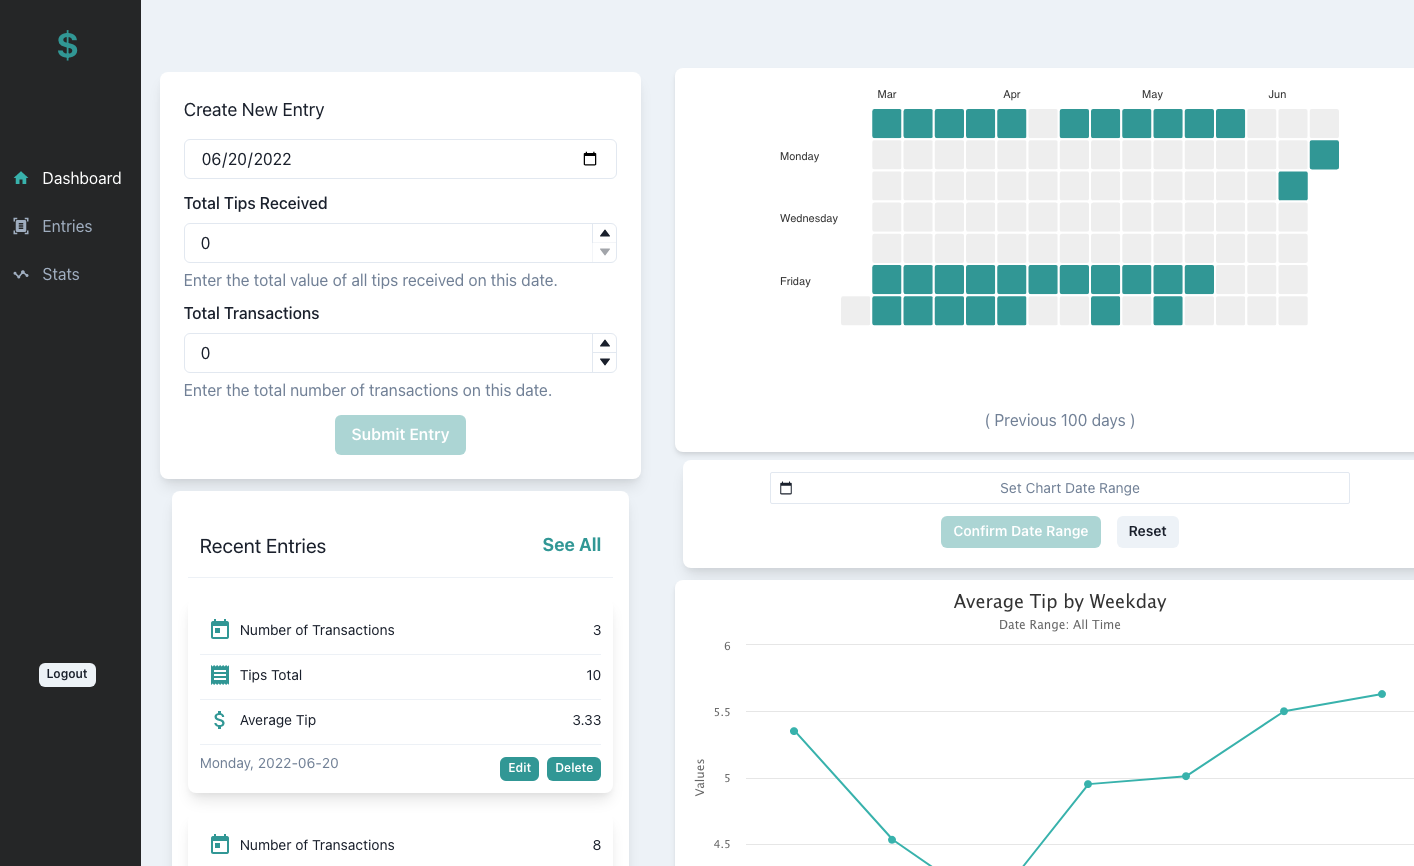 $
Dashboard
Entries
Stats
Logout
Create New Entry
06/20/2022
Total Tips Received
0
Enter the total value of all tips received on this date.
Total Transactions
0
Enter the total number of transactions on this date.
Submit Entry
Recent Entries See All
Number of Transactions 3
Tips Total 10
$ Average Tip 3.33
Monday, 2022-06-20 Edit Delete
Number of Transactions 8
Mar Apr May Jun
Monday
Wednesday
Friday
( Previous 100 days )
Set Chart Date Range
Confirm Date Range Reset
Average Tip by Weekday
Date Range: All Time
6
5.5
5
4.5
Values